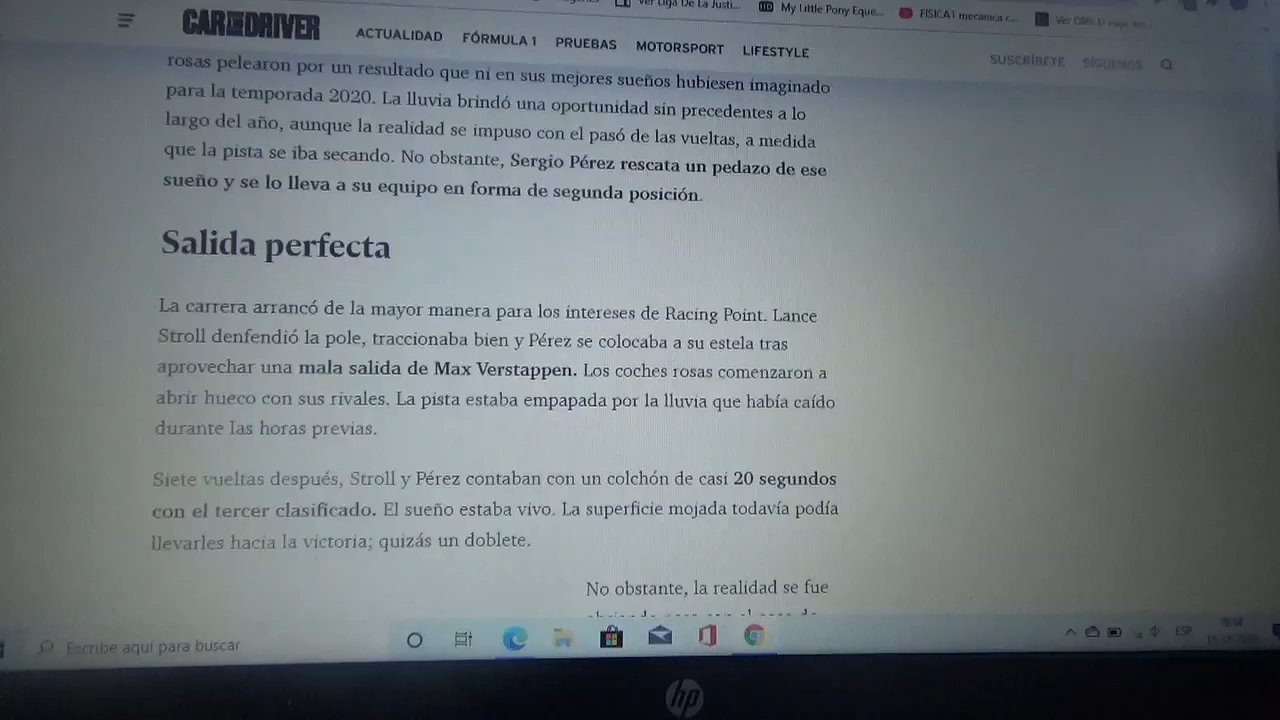 Ver Liga De La Justi...
My Little Pony Eque...
FISICA I mecanica c...
CAR AND DRIVER
ACTUALIDAD
FÓRMULA 1
PRUEBAS
MOTORSPORT
LIFESTYLE
SUSCRÍBETE
SÍGUENOS
rosas pelearon por un resultado que ni en sus mejores sueños hubiesen imaginado
para la temporada 2020. La lluvia brindó una oportunidad sin precedentes a lo
largo del año, aunque la realidad se impuso con el pasó de las vueltas, a medida
que la pista se iba secando. No obstante, Sergio Pérez rescata un pedazo de ese
sueño y se lo lleva a su equipo en forma de segunda posición.
Salida perfecta
La carrera arrancó de la mayor manera para los intereses de Racing Point. Lance
Stroll denfendió la pole, traccionaba bien y Pérez se colocaba a su estela tras
aprovechar una mala salida de Max Verstappen. Los coches rosas comenzaron a
abrir hueco con sus rivales. La pista estaba empapada por la lluvia que había caído
durante las horas previas.
Siete vueltas después, Stroll y Pérez contaban con un colchón de casi 20 segundos
con el tercer clasificado. El sueño estaba vivo. La superficie mojada todavía podía
llevarles hacia la victoria; quizás un doblete.
No obstante, la realidad se fue
Escribe aquí para buscar
ESP
hp